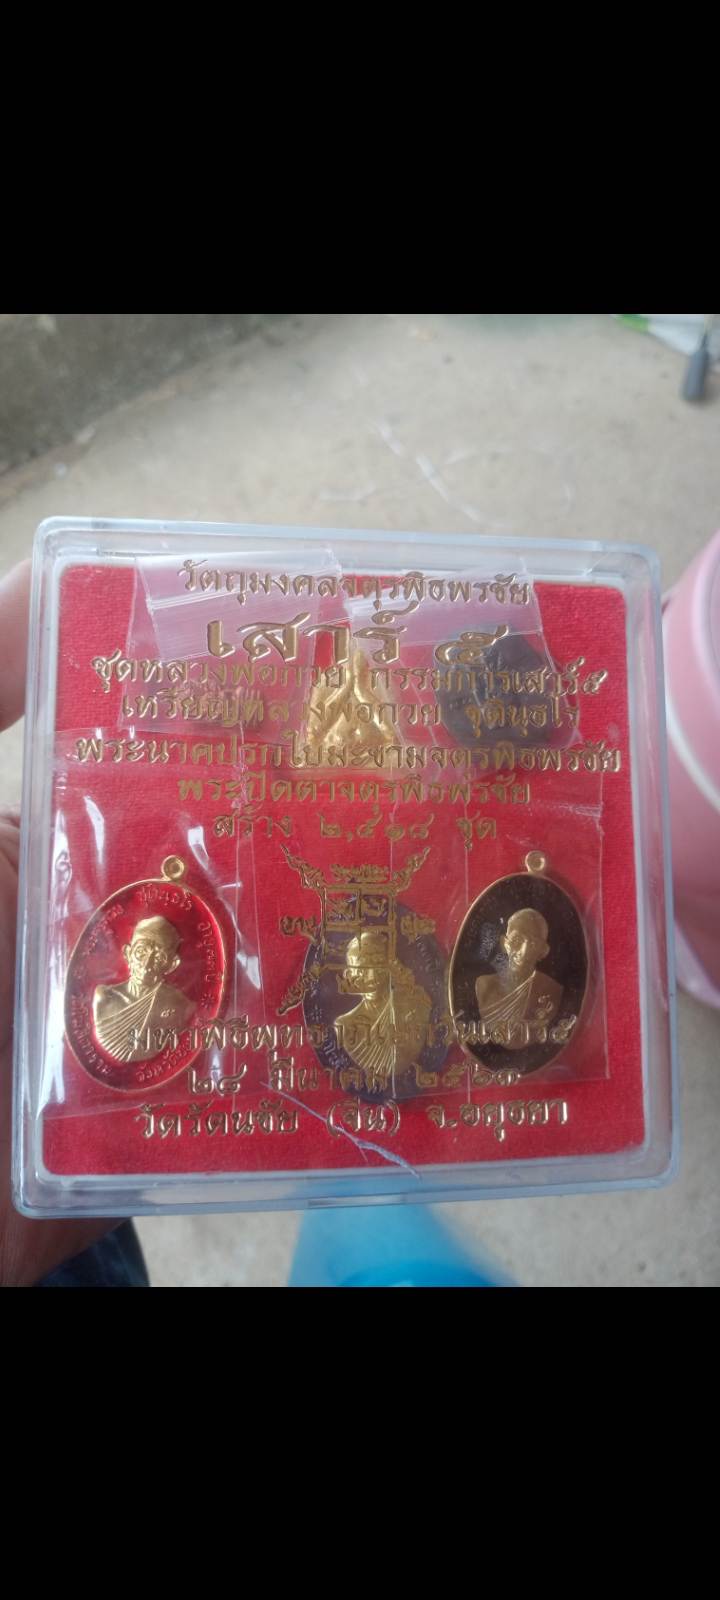 วัตถุมงคลจตุรพิธพรชัย
เสาร์ ๕
ชุดหลวงพ่อกวย กรรมการเสาร์๕
เหรียญหลวงพ่อกวย ชุตินฺธโร
พระนาคปรกใบมะขามจตุรพิธพรชัย
พระปิดตาจตุรพิธพรชัย
สร้าง ๒,๕๑๘ ชุด
มหาพิธีพุทธาภิเษกวันเสาร์๕
๒๘ มีนาคม ๒๕๖๓
วัดรัตนชัย (จีน) จ.อยุธยา